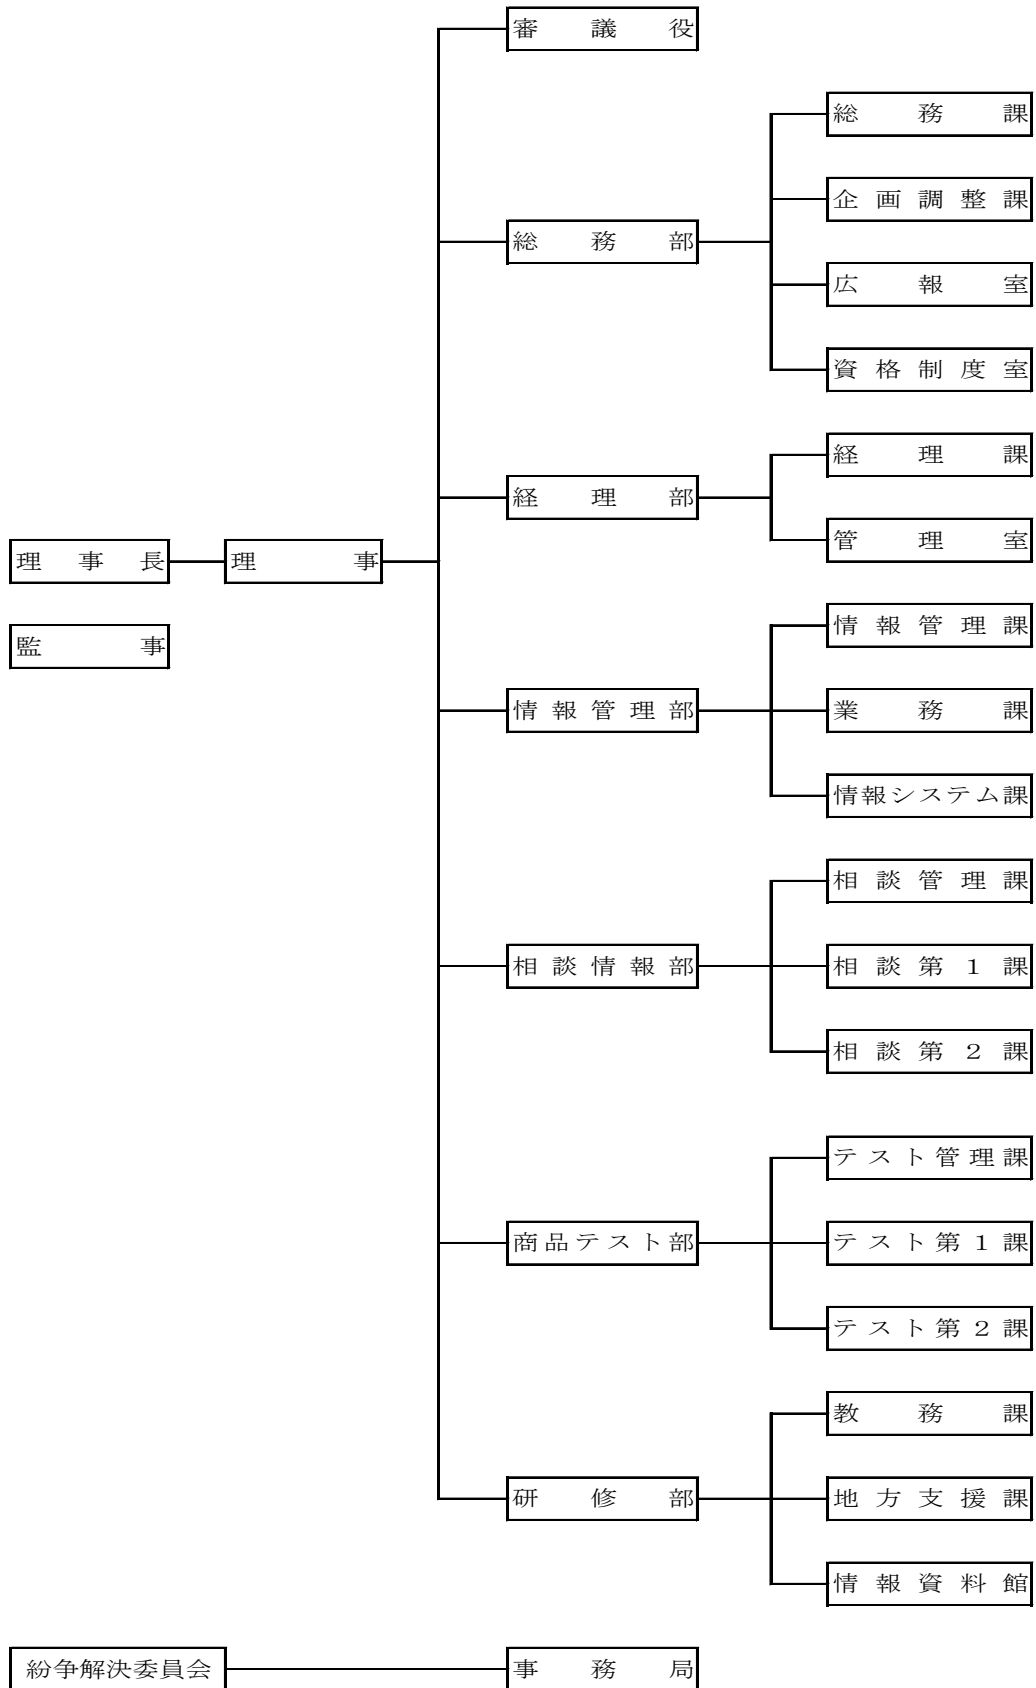 審議役
総務課
企画調整課
総務部
広報室
資格制度室
経理課
経理部
管理室
理事長
理事
監事
情報管理課
情報管理部
業務課
情報システム課
相談管理課
相談情報部
相談第１課
相談第２課
テスト管理課
商品テスト部
テスト第１課
テスト第２課
教務課
研修部
地方支援課
情報資料館
紛争解決委員会
事務局